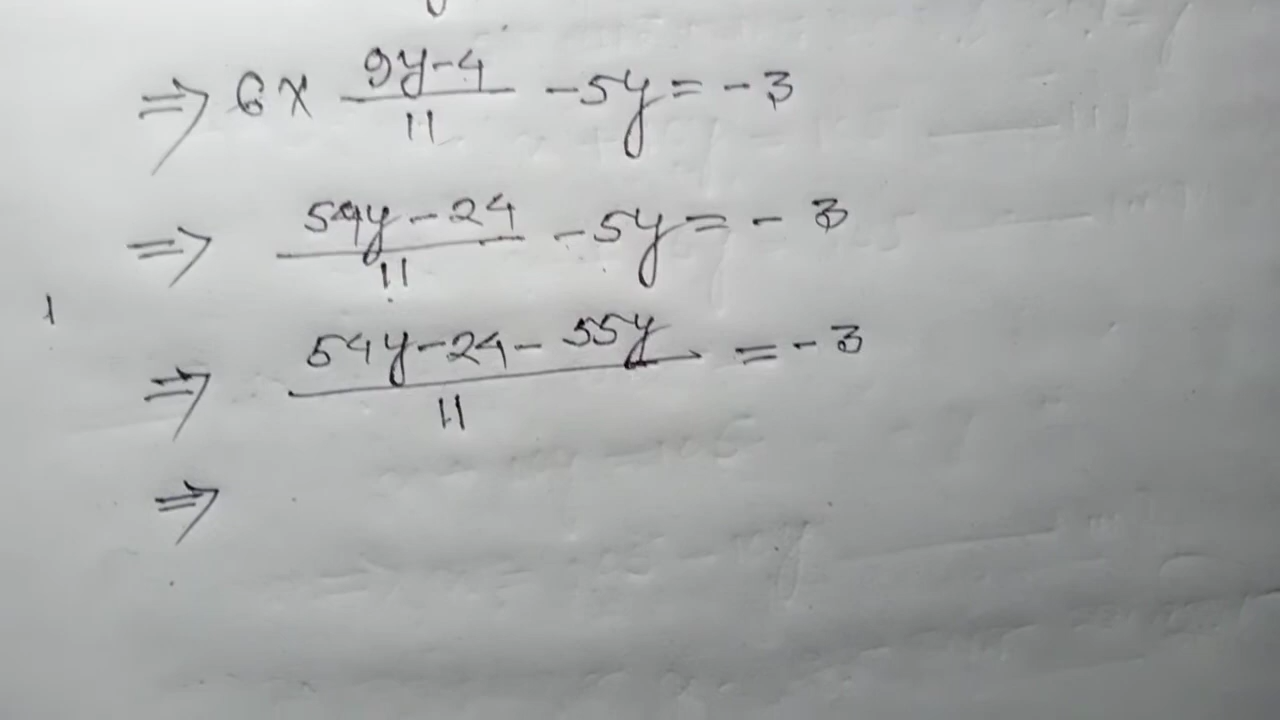 ⇒ 6 × (9y-4)/11 - 5y = -3
⇒ (54y - 24)/11 - 5y = - 3
⇒ (54y - 24 - 55y)/11 = - 3
⇒